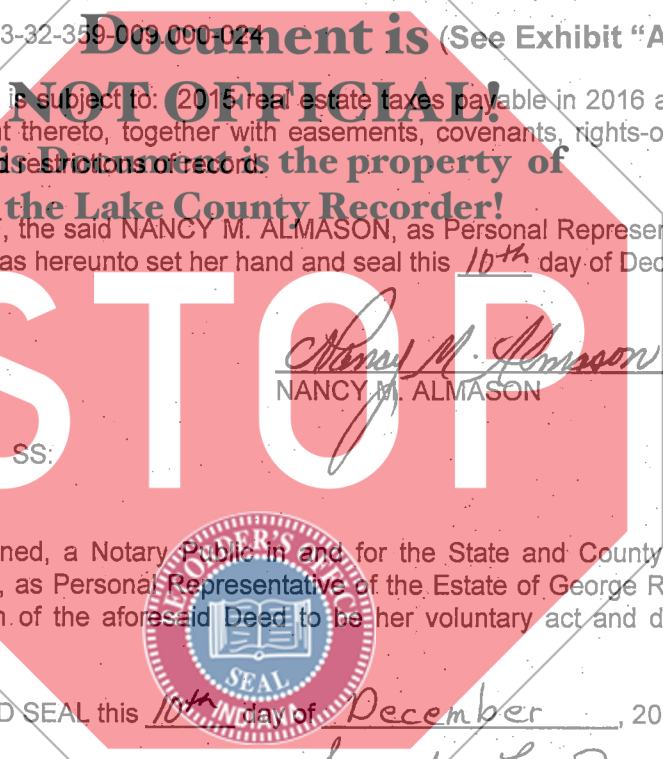 3-32-359-009.000-024 (See Exhibit "A
Document is
NOT OFFICIAL!
is subject to: 2015 real estate taxes payable in 2016 a
t thereto, together with easements, covenants, rights-o
restrictions of record.
is Document is the property of
the Lake County Recorder!
, the said NANCY M. ALMASON, as Personal Represen
as hereunto set her hand and seal this 10th day of Dec
STOP
Nancy M. Almason
NANCY M. ALMASON
SS:
ned, a Notary Public in and for the State and County
, as Personal Representative of the Estate of George R
n of the aforesaid Deed to be her voluntary act and d
SEAL
INDIANA
D SEAL this 10th day of December, 20